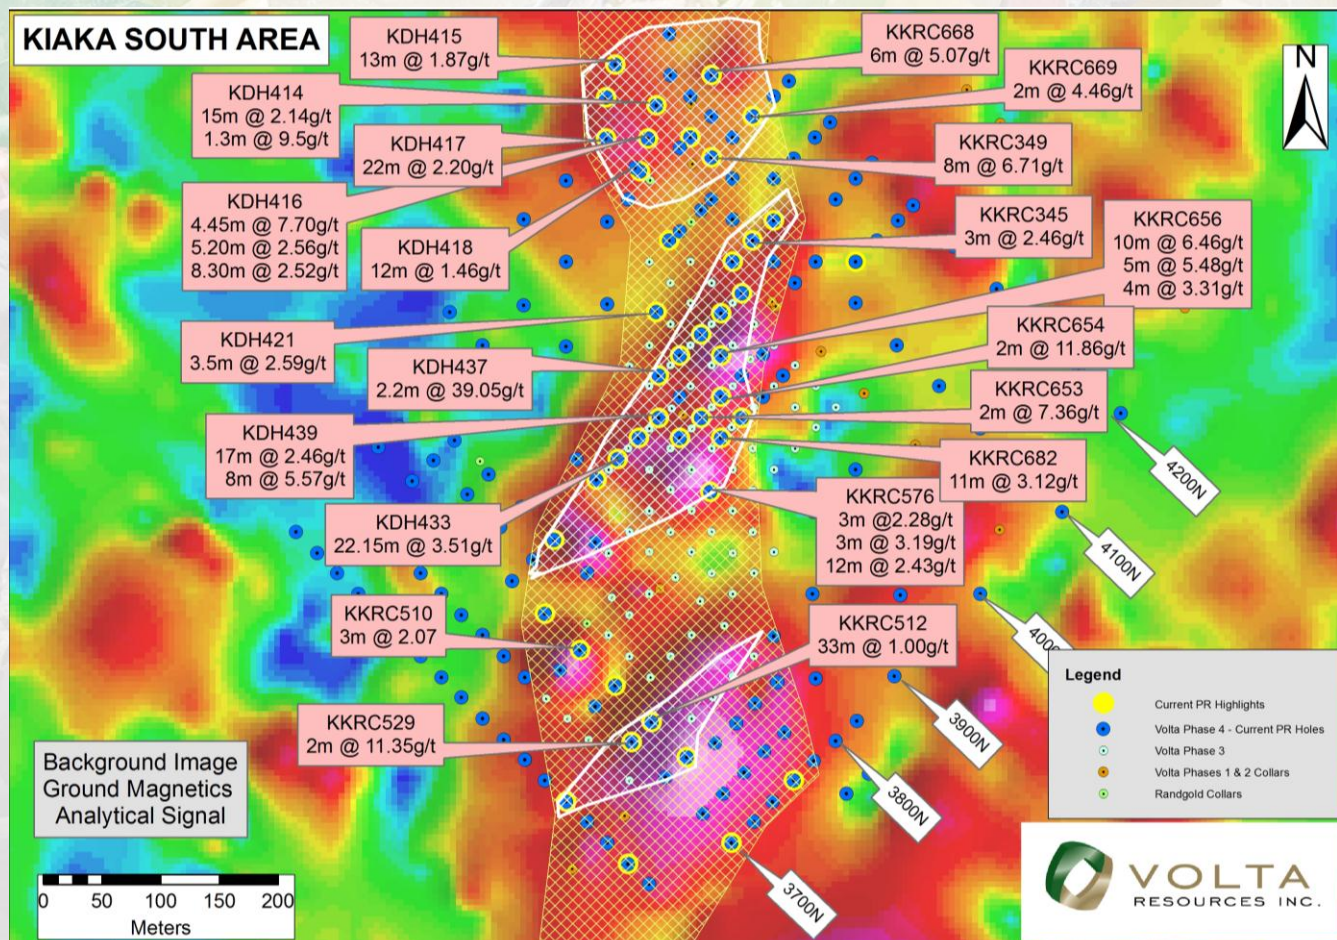 KIAKA SOUTH AREA
KDH415
13m @ 1.87g/t
KKRC668
6m @ 5.07g/t
N
KDH414
15m @ 2.14g/t
1.3m @ 9.5g/t
KKRC669
2m @ 4.46g/t
KDH417
22m @ 2.20g/t
KKRC349
8m @ 6.71g/t
KDH416
4.45m @ 7.70g/t
5.20m @ 2.56g/t
8.30m @ 2.52g/t
KDH418
12m @ 1.46g/t
KKRC345
3m @ 2.46g/t
KKRC656
10m @ 6.46g/t
5m @ 5.48g/t
4m @ 3.31g/t
KDH421
3.5m @ 2.59g/t
KDH437
2.2m @ 39.05g/t
KKRC654
2m @ 11.86g/t
KKRC653
2m @ 7.36g/t
KDH439
17m @ 2.46g/t
8m @ 5.57g/t
KKRC682
11m @ 3.12g/t
4200N
KDH433
22.15m @ 3.51g/t
KKRC576
3m @2.28g/t
3m @ 3.19g/t
12m @ 2.43g/t
4100N
KKRC510
3m @ 2.07
KKRC512
33m @ 1.00g/t
3900N
KKRC529
2m @ 11.35g/t
3800N
3700N
Background Image
Ground Magnetics
Analytical Signal
0 50 100 150 200
Meters
Legend
Current PR Highlights
Volta Phase 4 - Current PR Holes
Volta Phase 3
Volta Phases 1 & 2 Collars
Randgold Collars
VOLTA
RESOURCES INC.